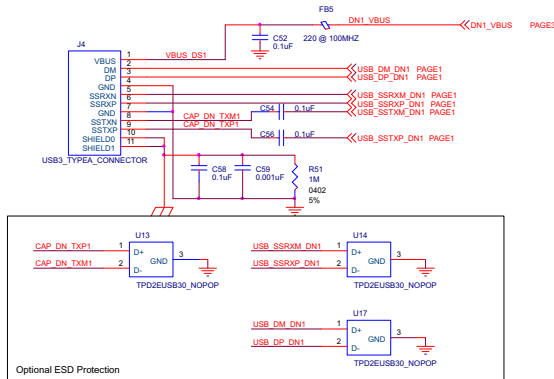 FB5
DN1_VBUS
DN1_VBUS PAGE3
C52
0.1uF
220 @ 100MHZ
J4
VBUS 1 VBUS_DS1
DM 2 USB_DM_DN1 PAGE1
DP 3 USB_DP_DN1 PAGE1
GND 4
SSRXN 5 USB_SSRXM_DN1 PAGE1
SSRXP 6 USB_SSRXP_DN1 PAGE1
GND 7 C54 0.1uF USB_SSTXM_DN1 PAGE1
SSTXN 8 CAP_DN_TXM1
SSTXP 9 CAP_DN_TXP1
SHIELD0 10 C56 0.1uF USB_SSTXP_DN1 PAGE1
SHIELD1 11
USB3_TYPEA_CONNECTOR
C58
0.1uF
C59
0.001uF
R51
1M
0402
5%
U13
CAP_DN_TXP1 1 D+
GND 3
CAP_DN_TXM1 2 D-
TPD2EUSB30_NOPOP
U14
USB_SSRXM_DN1 1 D+
GND 3
USB_SSRXP_DN1 2 D-
TPD2EUSB30_NOPOP
U17
USB_DM_DN1 1 D+
GND 3
USB_DP_DN1 2 D-
TPD2EUSB30_NOPOP
Optional ESD Protection